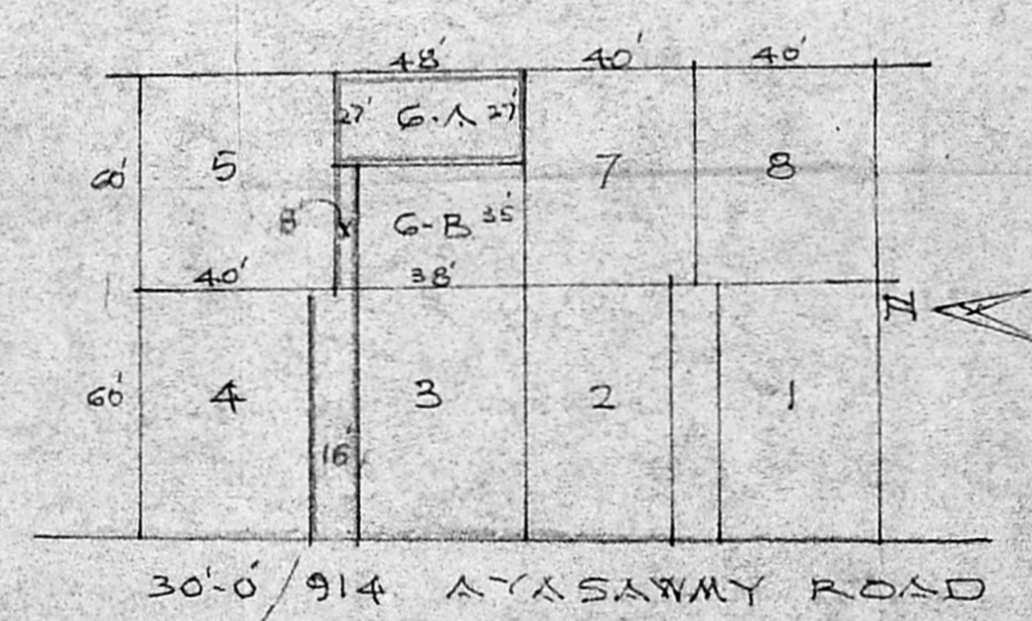 48' 40' 40'
27' 6-A 27'
60' 5 7 8
8' 6-B 35'
40' 38'
N
60' 4 3 2 1
16'
30'-0"/914 AYASAWMY ROAD